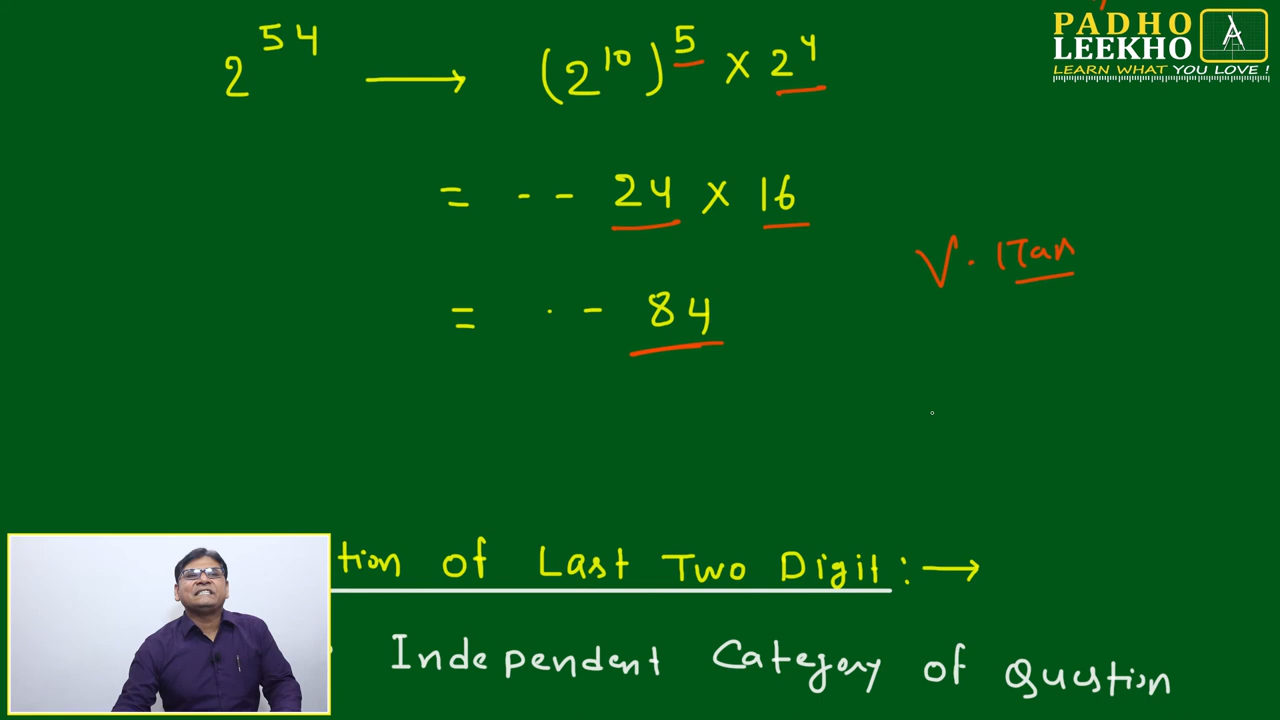 PADHO
LEEKHO
LEARN WHAT YOU LOVE !
2^54 → (2^10)^5 × 2^4
= - - 24 × 16
= · - 84
√ · 1Tan
tion of Last Two Digit : →
Independent Category of Question